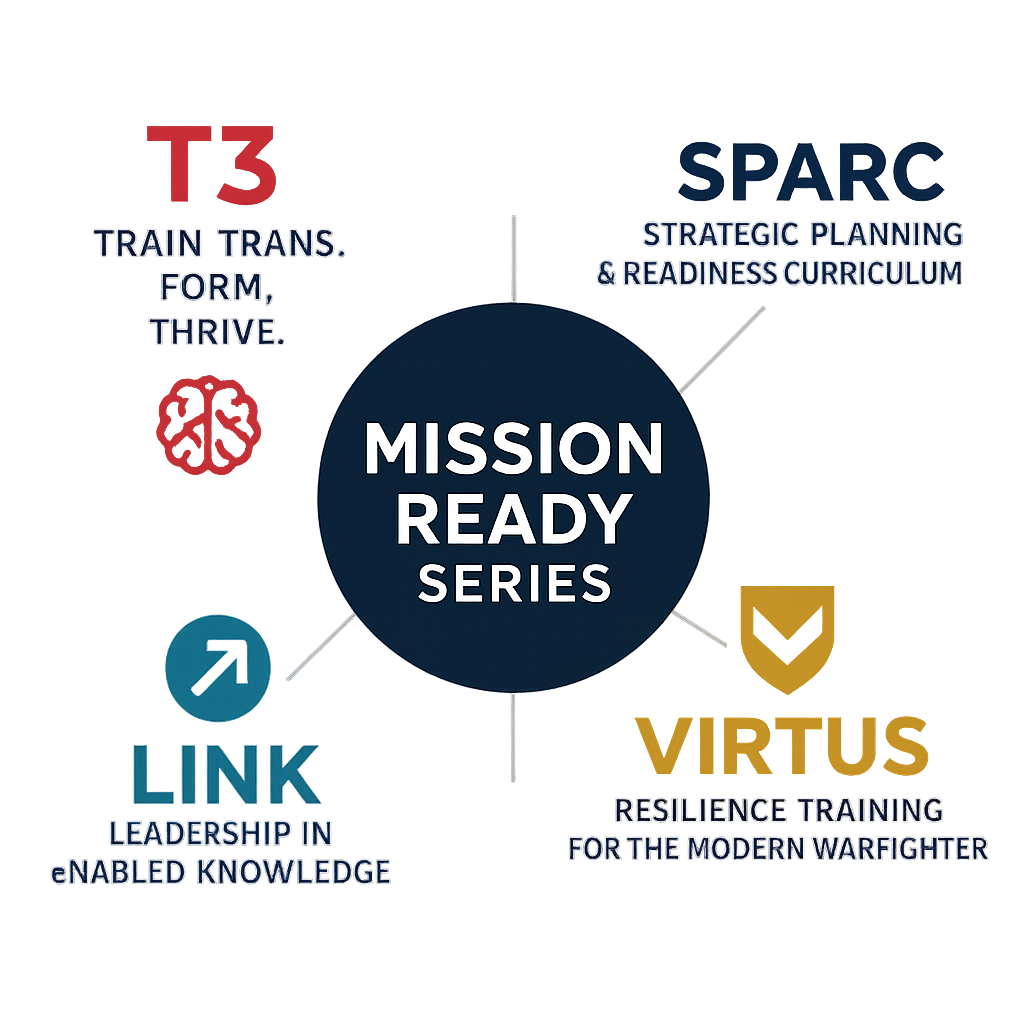 T3
TRAIN TRANS.
FORM,
THRIVE.
SPARC
STRATEGIC PLANNING
& READINESS CURRICULUM
MISSION
READY
SERIES
LINK
LEADERSHIP IN
eNABLED KNOWLEDGE
VIRTUS
RESILIENCE TRAINING
FOR THE MODERN WARFIGHTER